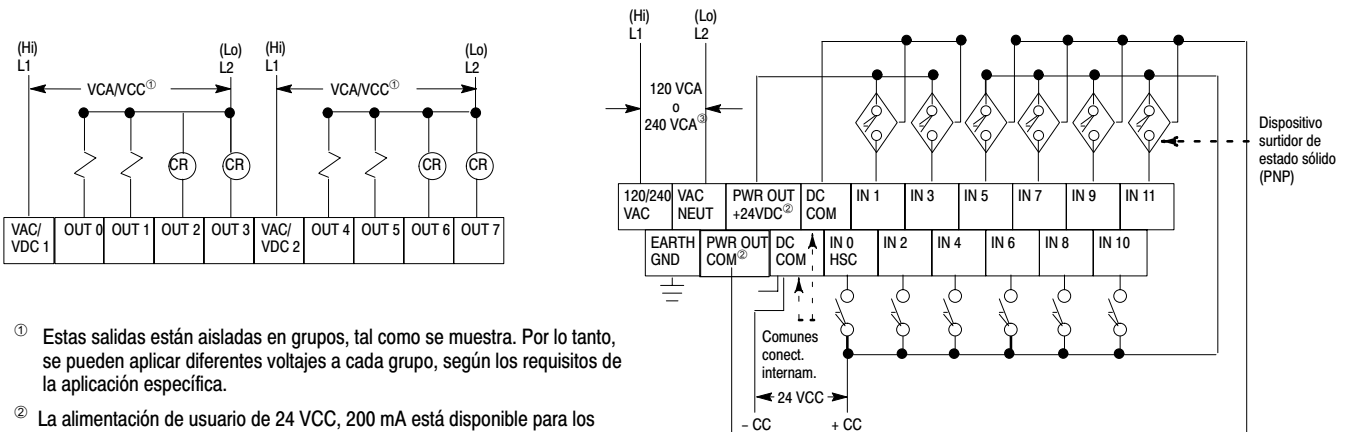 (Hi)
L1
(Lo)
L2
(Hi)
L1
(Lo)
L2
VCA/VCC①
VCA/VCC①
CR
CR
CR
CR
VAC/
VDC 1
OUT 0
OUT 1
OUT 2
OUT 3
VAC/
VDC 2
OUT 4
OUT 5
OUT 6
OUT 7
① Estas salidas están aisladas en grupos, tal como se muestra. Por lo tanto,
se pueden aplicar diferentes voltajes a cada grupo, según los requisitos de
la aplicación específica.
② La alimentación de usuario de 24 VCC, 200 mA está disponible para los
(Hi)
L1
(Lo)
L2
120 VCA
o
240 VCA③
Dispositivo
surtidor de
estado sólido
(PNP)
120/240
VAC
VAC
NEUT
PWR OUT
+24VDC②
DC
COM
IN 1
IN 3
IN 5
IN 7
IN 9
IN 11
EARTH
GND
PWR OUT
COM②
DC
COM
IN 0
HSC
IN 2
IN 4
IN 6
IN 8
IN 10
Comunes
conect.
internam.
24 VCC
– CC
+ CC